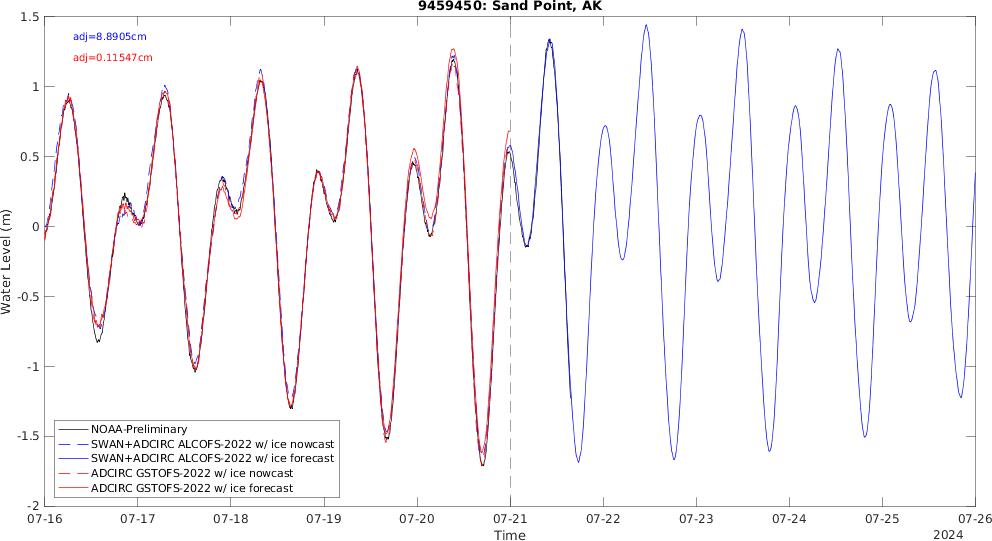 9459450: Sand Point, AK
adj=8.8905cm
adj=0.11547cm
1.5
1
0.5
0
-0.5
-1
-1.5
-2
Water Level (m)
NOAA-Preliminary
SWAN+ADCIRC ALCOFS-2022 w/ ice nowcast
SWAN+ADCIRC ALCOFS-2022 w/ ice forecast
ADCIRC GSTOFS-2022 w/ ice nowcast
ADCIRC GSTOFS-2022 w/ ice forecast
07-16 07-17 07-18 07-19 07-20 07-21 07-22 07-23 07-24 07-25 07-26
Time
2024